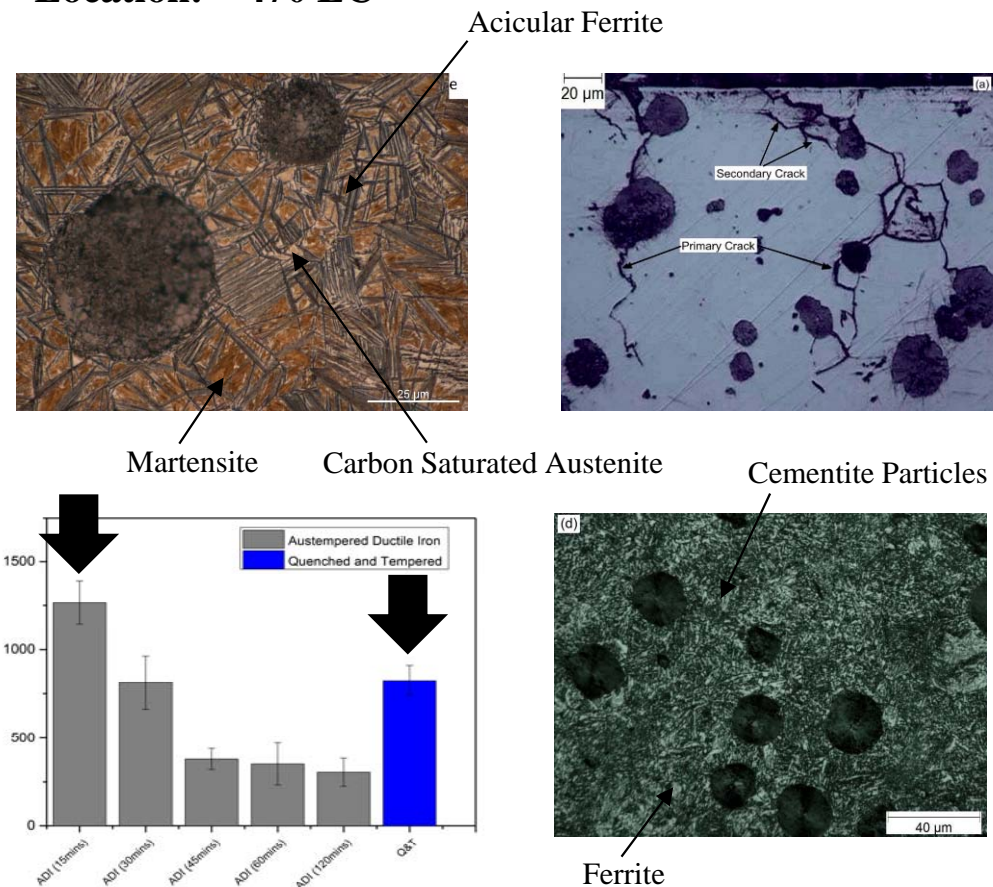 Acicular Ferrite
e
25 µm
20 µm
(a)
Secondary Crack
Primary Crack
Martensite
Carbon Saturated Austenite
Cementite Particles
Austempered Ductile Iron
Quenched and Tempered
1500
1000
500
0
ADI (15mins)
ADI (30mins)
ADI (45mins)
ADI (60mins)
ADI (120mins)
Q&T
(d)
40 µm
Ferrite